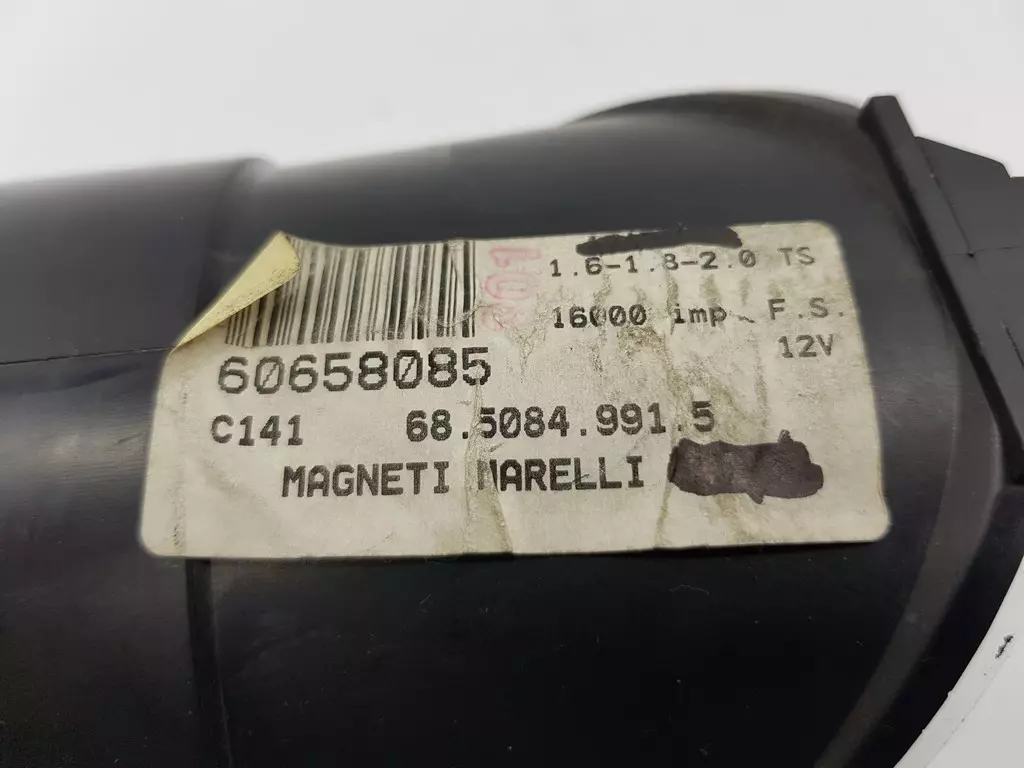 1.6-1.8-2.0 TS
16000 imp F.S.
12V
60658085
C141 68.5084.991.5
MAGNETI MARELLI